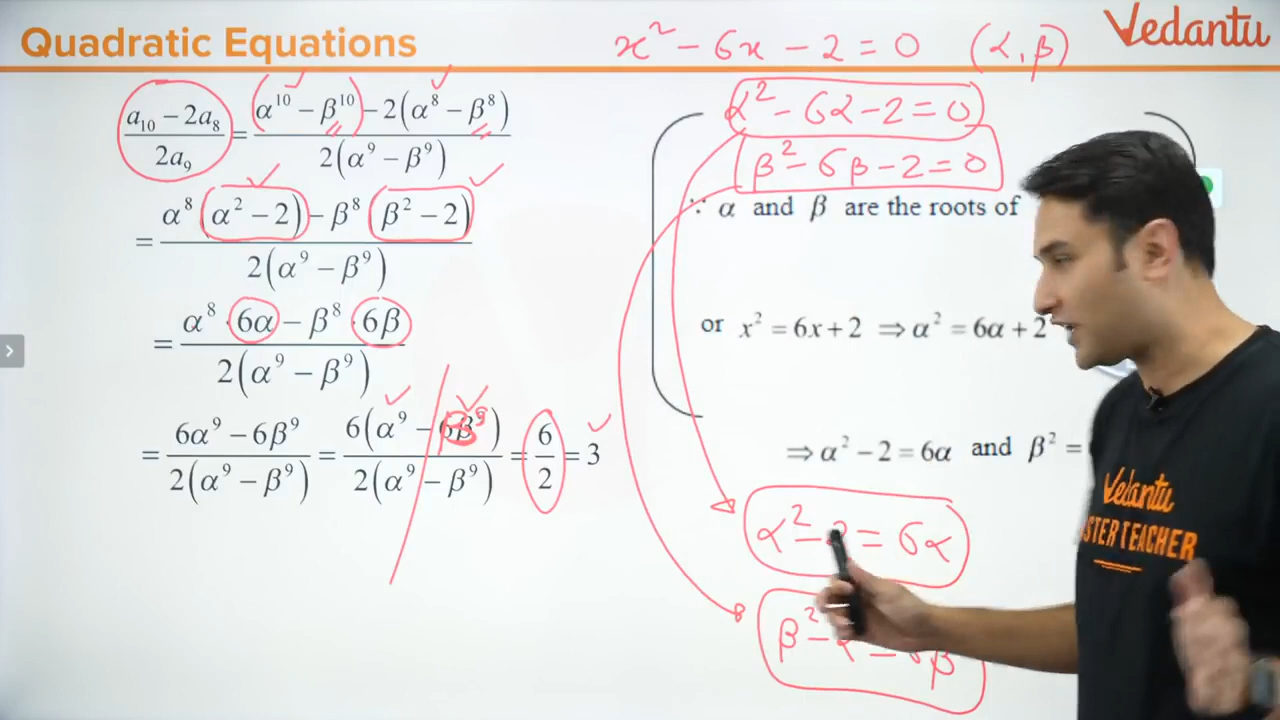 Quadratic Equations
x² - 6x - 2 = 0 (α, β)
Vedantu
(a₁₀ - 2a₈)/(2a₉) = (α¹⁰ - β¹⁰) - 2(α⁸ - β⁸) / 2(α⁹ - β⁹)
= α⁸(α² - 2) - β⁸(β² - 2) / 2(α⁹ - β⁹)
= α⁸ · 6α - β⁸ · 6β / 2(α⁹ - β⁹)
= 6α⁹ - 6β⁹ / 2(α⁹ - β⁹) = 6(α⁹ - β⁹) / 2(α⁹ - β⁹) = 6/2 = 3
α² - 6α - 2 = 0
β² - 6β - 2 = 0
∵ α and β are the roots of
or x² = 6x + 2 ⇒ α² = 6α + 2
⇒ α² - 2 = 6α and β² =
α² - 2 = 6α
β² - 2 = 6β
Vedantu
STER TEACHER